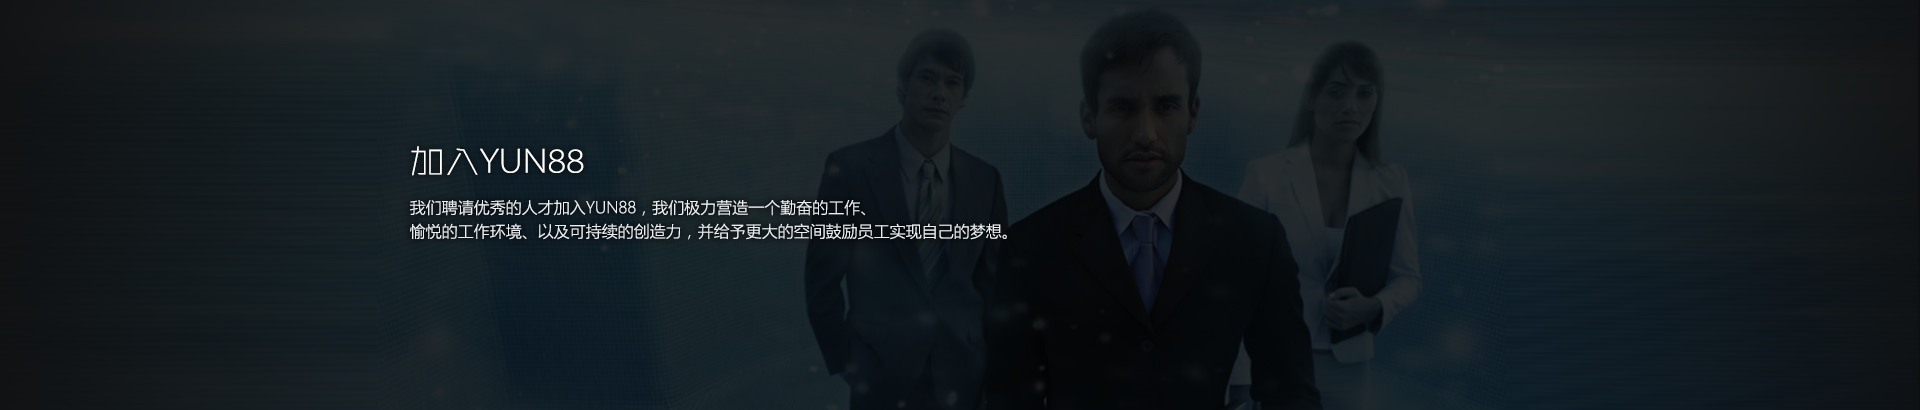 加入YUN88
我们聘请优秀的人才加入YUN88，我们极力营造一个勤奋的工作、
愉悦的工作环境、以及可持续的创造力，并给予更大的空间鼓励员工实现自己的梦想。